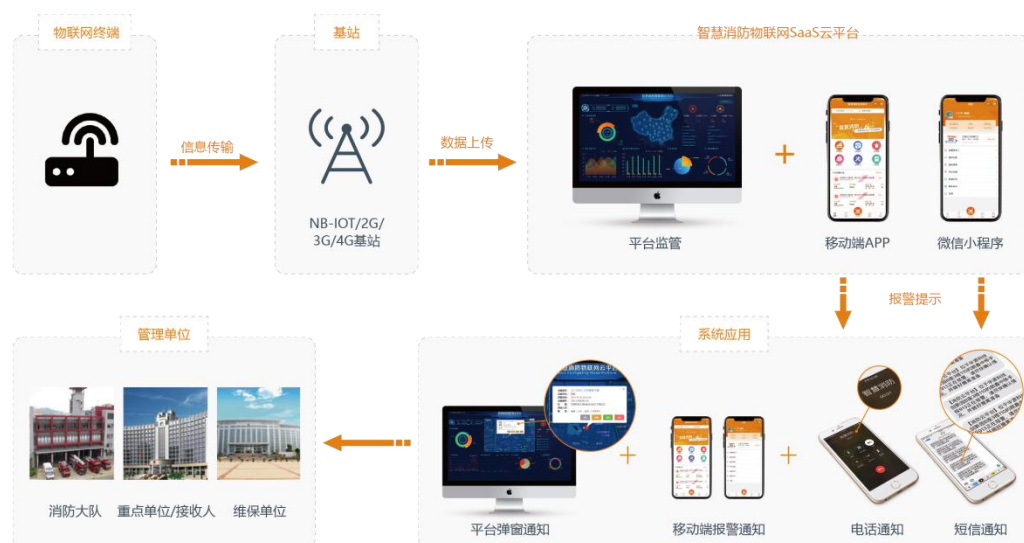 物联网终端
基站
智慧消防物联网SaaS云平台
信息传输
数据上传
NB-IOT/2G/
3G/4G基站
平台监管
移动端APP
微信小程序
报警提示
管理单位
系统应用
智慧消防
消防大队
重点单位/接收人
维保单位
平台弹窗通知
移动端报警通知
电话通知
短信通知